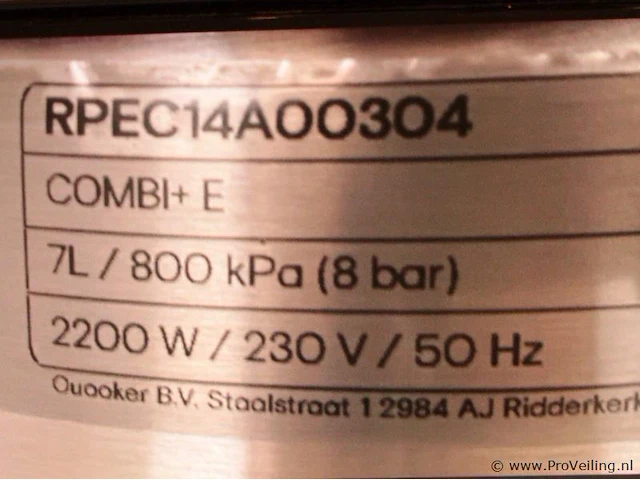 RPEC14A00304
COMBI+ E
7L / 800 kPa (8 bar)
2200 W / 230 V / 50 Hz
Quooker B.V. Staalstraat 1 2984 AJ Ridderkerk
© www.ProVeiling.nl